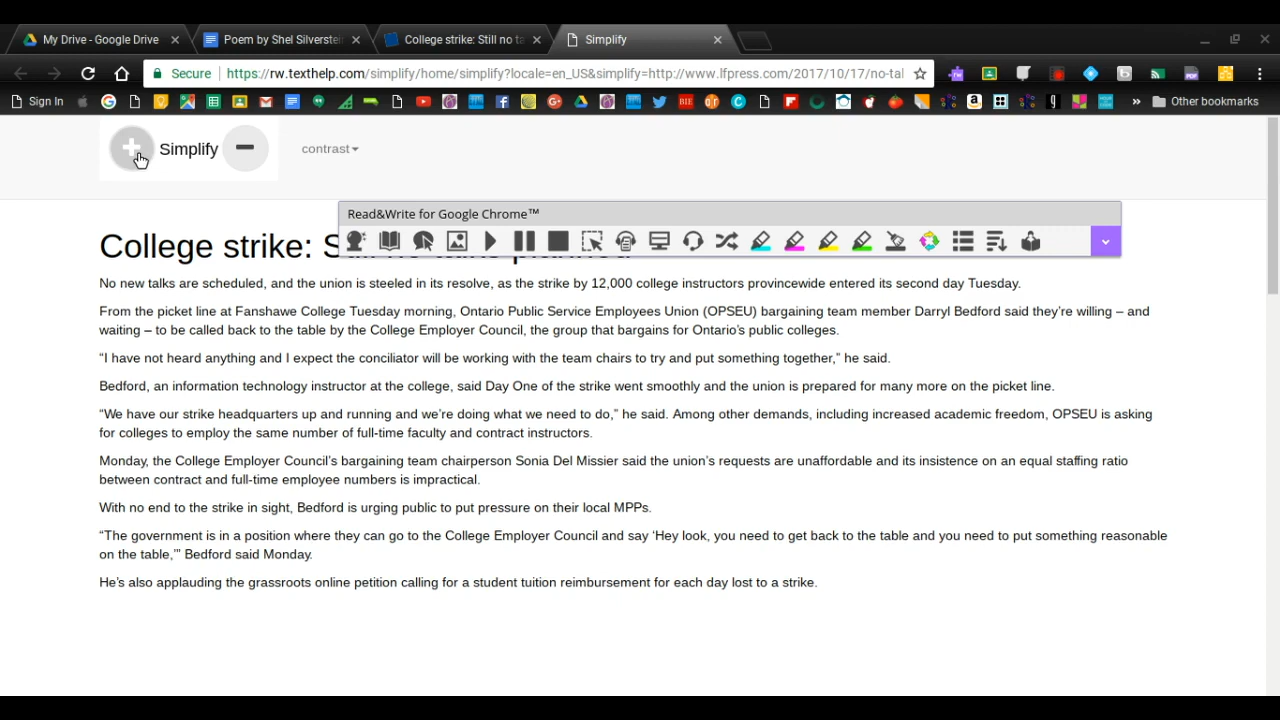 My Drive - Google Drive
Poem by Shel Silverstein
College strike: Still no ta
Simplify
Secure
https://rw.texthelp.com/simplify/home/simplify?locale=en_US&simplify=http://www.lfpress.com/2017/10/17/no-tal
Sign In
Other bookmarks
Simplify
contrast
Read&Write for Google Chrome™
College strike: Still no talks planned
No new talks are scheduled, and the union is steeled in its resolve, as the strike by 12,000 college instructors provincewide entered its second day Tuesday.
From the picket line at Fanshawe College Tuesday morning, Ontario Public Service Employees Union (OPSEU) bargaining team member Darryl Bedford said they’re willing – and
waiting – to be called back to the table by the College Employer Council, the group that bargains for Ontario’s public colleges.
“I have not heard anything and I expect the conciliator will be working with the team chairs to try and put something together,” he said.
Bedford, an information technology instructor at the college, said Day One of the strike went smoothly and the union is prepared for many more on the picket line.
“We have our strike headquarters up and running and we’re doing what we need to do,” he said. Among other demands, including increased academic freedom, OPSEU is asking
for colleges to employ the same number of full-time faculty and contract instructors.
Monday, the College Employer Council’s bargaining team chairperson Sonia Del Missier said the union’s requests are unaffordable and its insistence on an equal staffing ratio
between contract and full-time employee numbers is impractical.
With no end to the strike in sight, Bedford is urging public to put pressure on their local MPPs.
“The government is in a position where they can go to the College Employer Council and say ‘Hey look, you need to get back to the table and you need to put something reasonable
on the table,’” Bedford said Monday.
He’s also applauding the grassroots online petition calling for a student tuition reimbursement for each day lost to a strike.